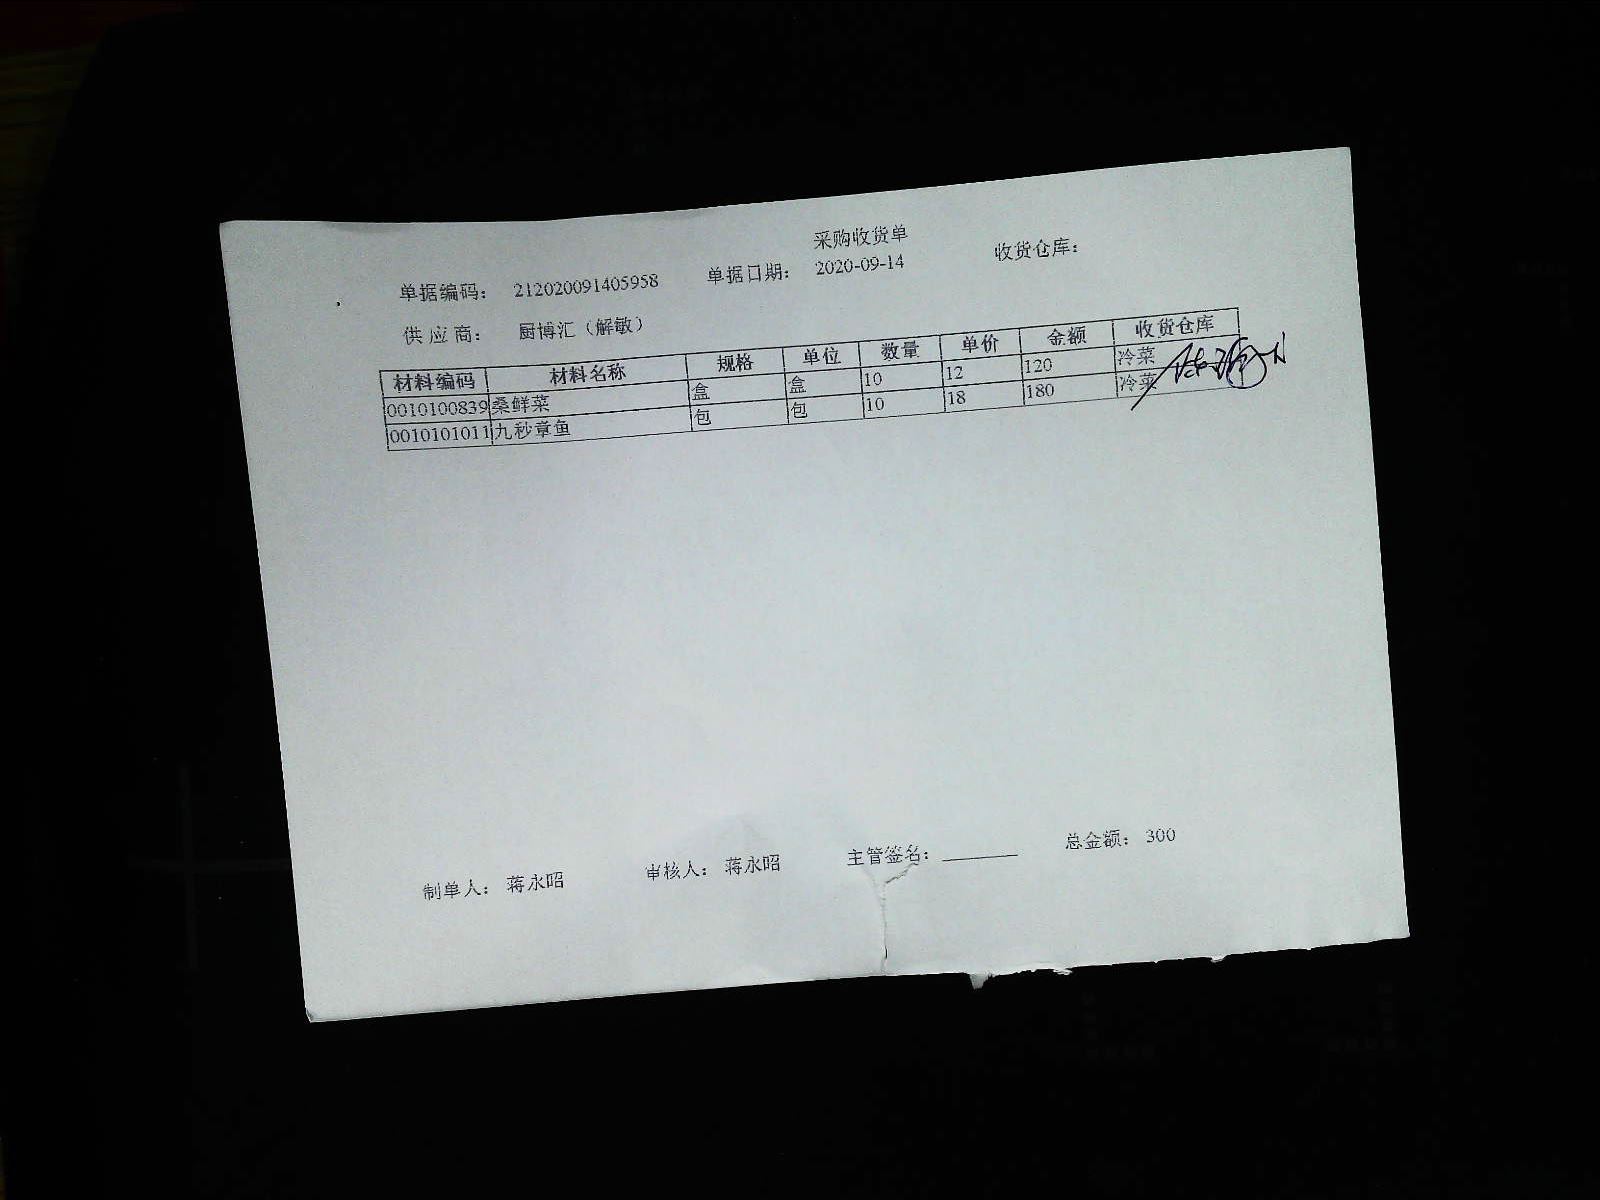 采购收货单
单据编码: 212020091405958 单据日期: 2020-09-14 收货仓库:
供应商: 厨博汇(解敏)
材料编码 材料名称 规格 单位 数量 单价 金额 收货仓库
0010100839 桑鲜菜 盒 盒 10 12 120 冷菜
0010101011 九秒章鱼 包 包 10 18 180 冷菜
制单人: 蒋永昭 审核人: 蒋永昭 主管签名: 总金额: 300